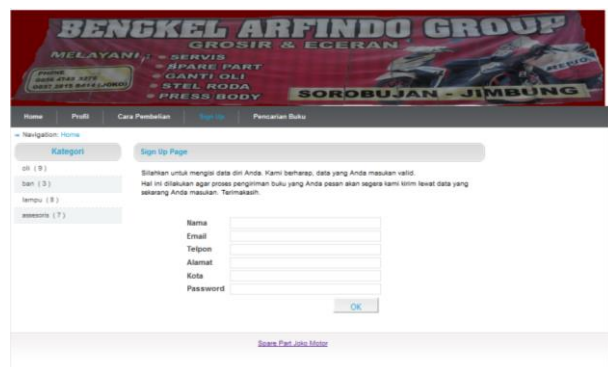 BENGKEL ARFINDO GROUP
GROSIR & ECERAN
MELAYANI : - SERVIS
- SPARE PART
- GANTI OLI
- STEL RODA
- PRESS BODY
PHONE
SOROBUJAN - JIMBUNG
Home Profil Cara Pembelian Sign Up Pencarian Buku
Navigation: Home
Kategori
oli (9)
ban (3)
lampu (8)
assesoris (7)
Sign Up Page
Silahkan untuk mengisi data diri Anda. Kami berharap, data yang Anda masukan valid.
Hal ini dilakukan agar proses pengiriman buku yang Anda pesan akan segera kami kirim lewat data yang
sekarang Anda masukan. Terimakasih.
Nama
Email
Telpon
Alamat
Kota
Password
OK
Spare Part Joko Motor